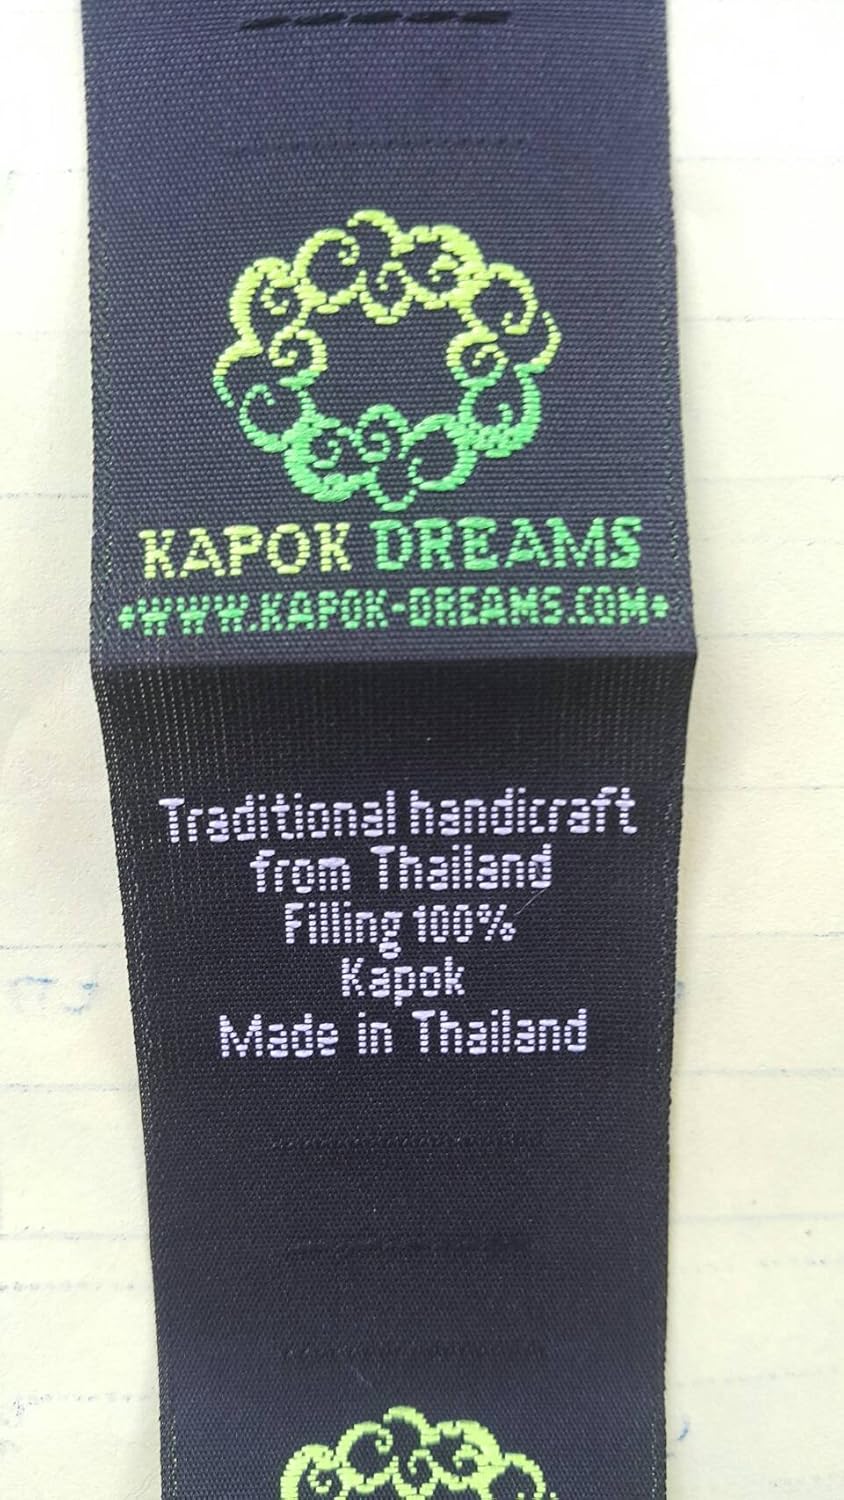 KAPOK DREAMS
•WWW.KAPOK-DREAMS.COM•
Traditional handicraft
from Thailand
Filling 100%
Kapok
Made in Thailand